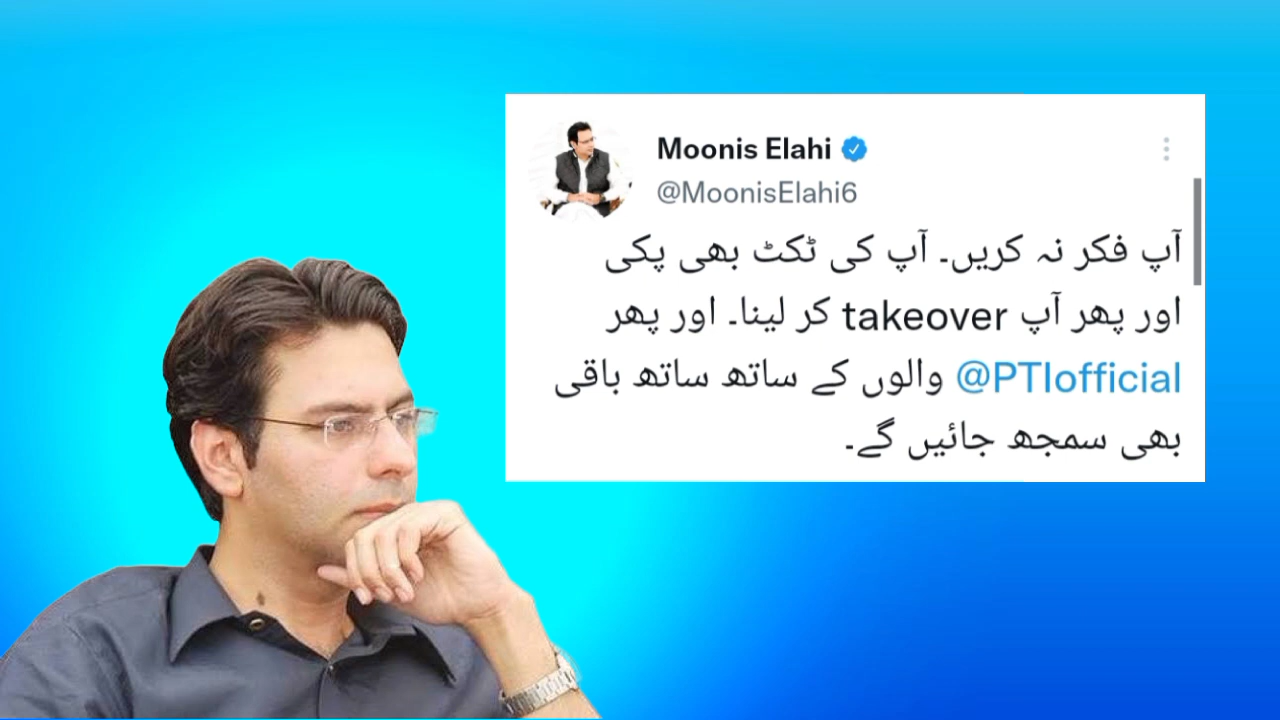 Moonis Elahi
@MoonisElahi6
آپ فکر نہ کریں۔ آپ کی ٹکٹ بھی پکی
اور پھر آپ takeover کر لینا۔ اور پھر
@PTIofficial والوں کے ساتھ ساتھ باقی
بھی سمجھ جائیں گے۔